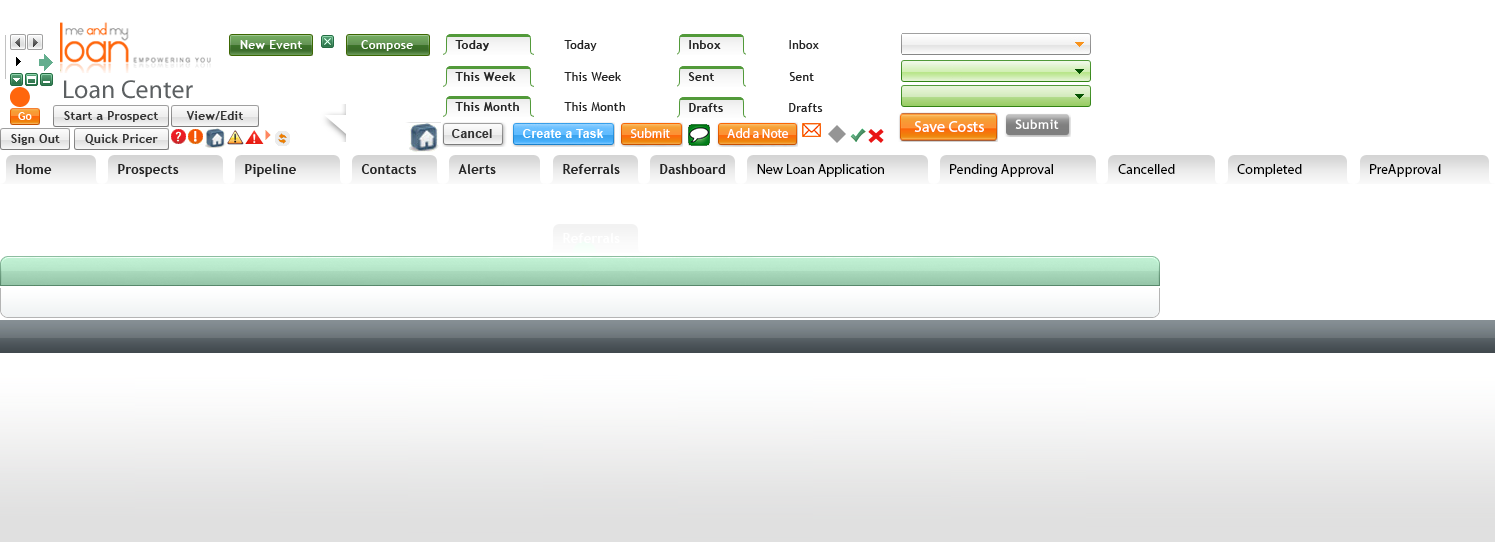 me and my
loan
EMPOWERING YOU
New Event
Compose
Today
Today
Inbox
Inbox
This Week
This Week
Sent
Sent
Loan Center
This Month
This Month
Drafts
Drafts
Go
Start a Prospect
View/Edit
Sign Out
Quick Pricer
Cancel
Create a Task
Submit
Add a Note
Save Costs
Submit
Home
Prospects
Pipeline
Contacts
Alerts
Referrals
Dashboard
New Loan Application
Pending Approval
Cancelled
Completed
PreApproval
Referrals